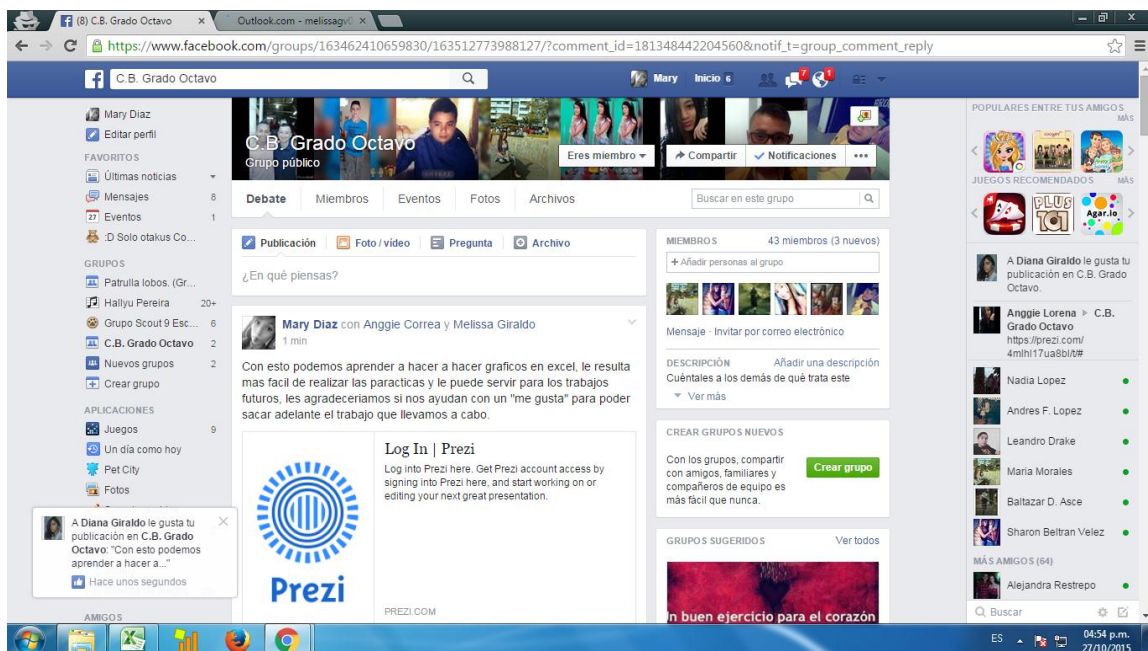 (8) C.B. Grado Octavo
Outlook.com - melissagv
https://www.facebook.com/groups/163462410659830/163512773988127/?comment_id=181348442204560&notif_t=group_comment_reply
C.B. Grado Octavo
Mary
Inicio 6
7
1
Mary Diaz
Editar perfil
FAVORITOS
Últimas noticias
Mensajes 8
Eventos 1
:D Solo otakus Co...
GRUPOS
Patrulla lobos. (Gr...
Hallyu Pereira 20+
Grupo Scout 9 Esc... 6
C.B. Grado Octavo 2
Nuevos grupos 2
Crear grupo
APLICACIONES
Juegos 9
Un día como hoy
Pet City
Fotos
A Diana Giraldo le gusta tu
publicación en C.B. Grado
Octavo: "Con esto podemos
aprender a hacer a..."
Hace unos segundos
AMIGOS
C.B. Grado Octavo
Grupo público
Eres miembro
Compartir
Notificaciones
Debate Miembros Eventos Fotos Archivos
Buscar en este grupo
Publicación Foto / vídeo Pregunta Archivo
¿En qué piensas?
Mary Diaz con Anggie Correa y Melissa Giraldo
1 min
Con esto podemos aprender a hacer a hacer graficos en excel, le resulta
mas facil de realizar las paracticas y le puede servir para los trabajos
futuros, les agradeceriamos si nos ayudan con un "me gusta" para poder
sacar adelante el trabajo que llevamos a cabo.
Log In | Prezi
Log into Prezi here. Get Prezi account access by
signing into Prezi here, and start working on or
editing your next great presentation.
Prezi
PREZI.COM
MIEMBROS 43 miembros (3 nuevos)
+ Añadir personas al grupo
Mensaje · Invitar por correo electrónico
DESCRIPCIÓN Añadir una descripción
Cuéntales a los demás de qué trata este
Ver más
CREAR GRUPOS NUEVOS
Con los grupos, compartir
con amigos, familiares y
compañeros de equipo es
más fácil que nunca.
Crear grupo
GRUPOS SUGERIDOS Ver todos
Un buen ejercicio para el corazón
POPULARES ENTRE TUS AMIGOS
MÁS
JUEGOS RECOMENDADOS MÁS
PLUS
Agar.io
A Diana Giraldo le gusta tu
publicación en C.B. Grado
Octavo.
Anggie Lorena ▸ C.B.
Grado Octavo
https://prezi.com/
4mlhl17ua8bl/t#
Nadia Lopez
Andres F. Lopez
Leandro Drake
Maria Morales
Baltazar D. Asce
Sharon Beltran Velez
MÁS AMIGOS (64)
Alejandra Restrepo
Buscar
ES
04:54 p.m.
27/10/2015